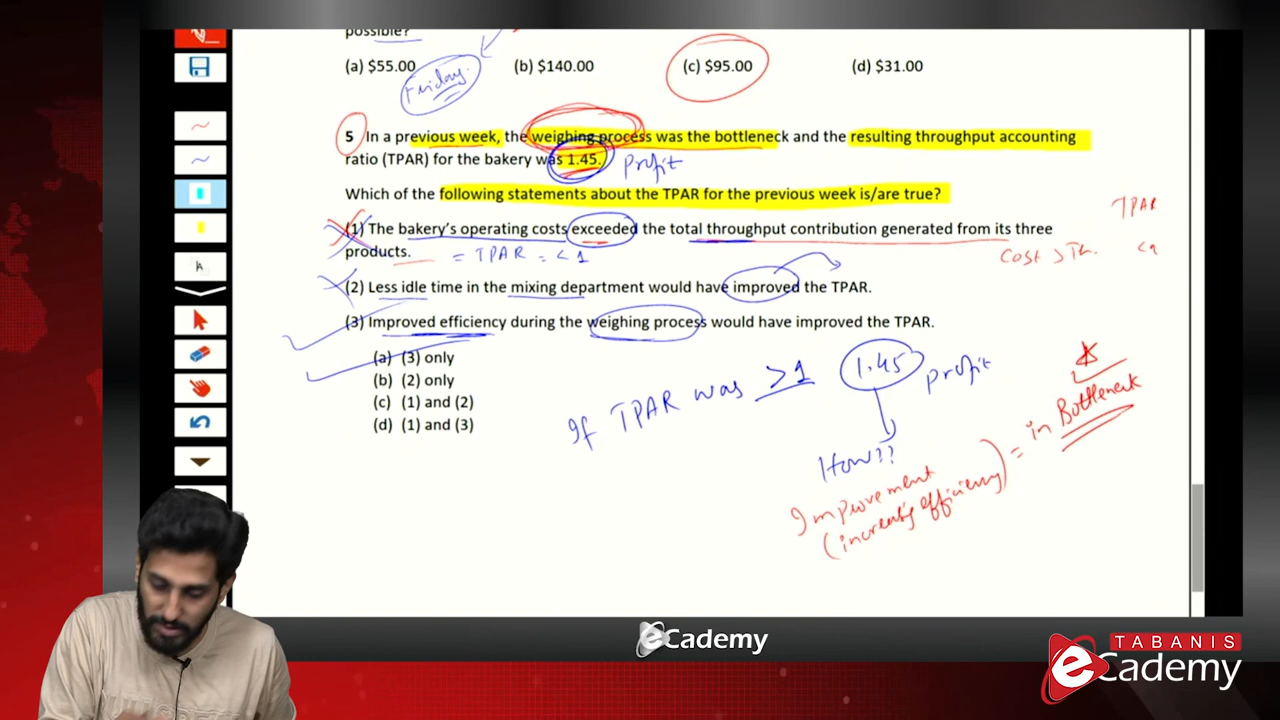 possible?
(a) $55.00 (b) $140.00 (c) $95.00 (d) $31.00
Friday.
5 In a previous week, the weighing process was the bottleneck and the resulting throughput accounting
ratio (TPAR) for the bakery was 1.45. Profit
Which of the following statements about the TPAR for the previous week is/are true?
TPAR
(1) The bakery's operating costs exceeded the total throughput contribution generated from its three
products. = TPAR = <1
Cost > Th. <1
(2) Less idle time in the mixing department would have improved the TPAR.
(3) Improved efficiency during the weighing process would have improved the TPAR.
(a) (3) only
(b) (2) only
(c) (1) and (2)
(d) (1) and (3)
If TPAR was >1 1.45 profit
How??
Improvement
(increasing efficiency) = in Bottleneck
eCademy
TABANIS
eCademy